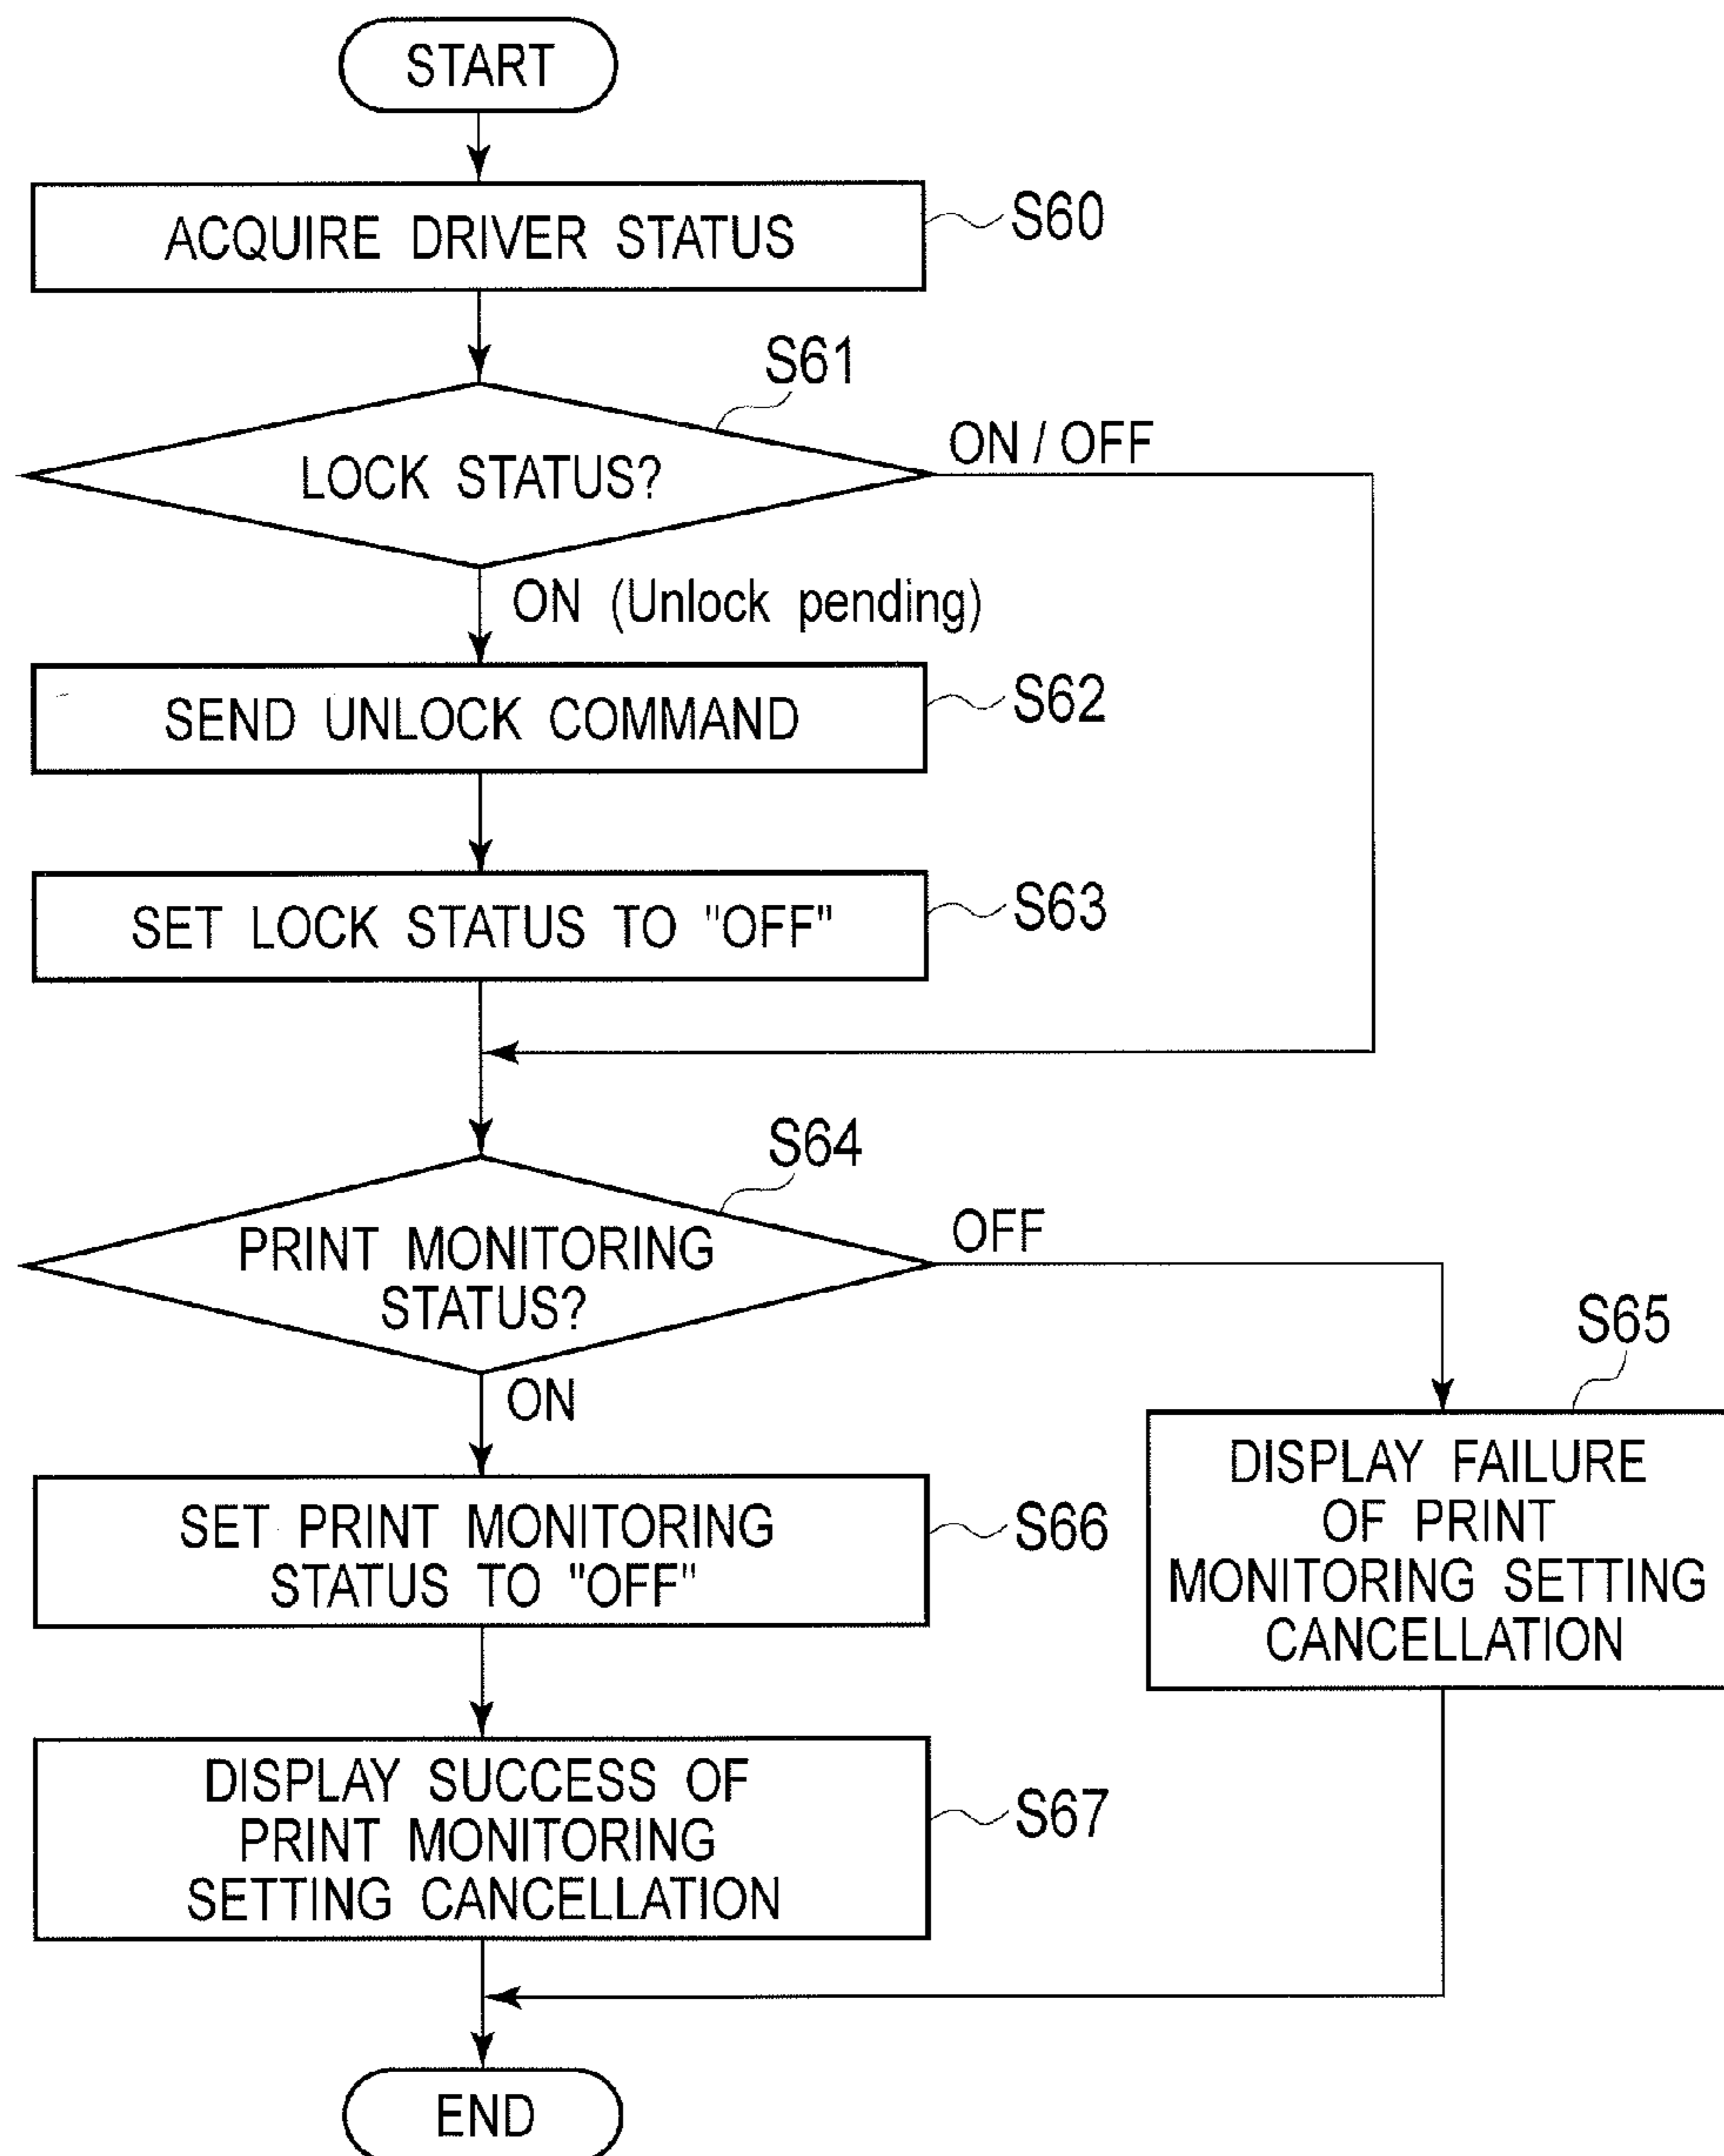 START
ACQUIRE DRIVER STATUS
S60
S61
LOCK STATUS?
ON / OFF
ON (Unlock pending)
SEND UNLOCK COMMAND
S62
SET LOCK STATUS TO "OFF"
S63
S64
PRINT MONITORING
STATUS?
OFF
ON
S65
DISPLAY FAILURE
OF PRINT
MONITORING SETTING
CANCELLATION
SET PRINT MONITORING
STATUS TO "OFF"
S66
DISPLAY SUCCESS OF
PRINT MONITORING
SETTING CANCELLATION
S67
END